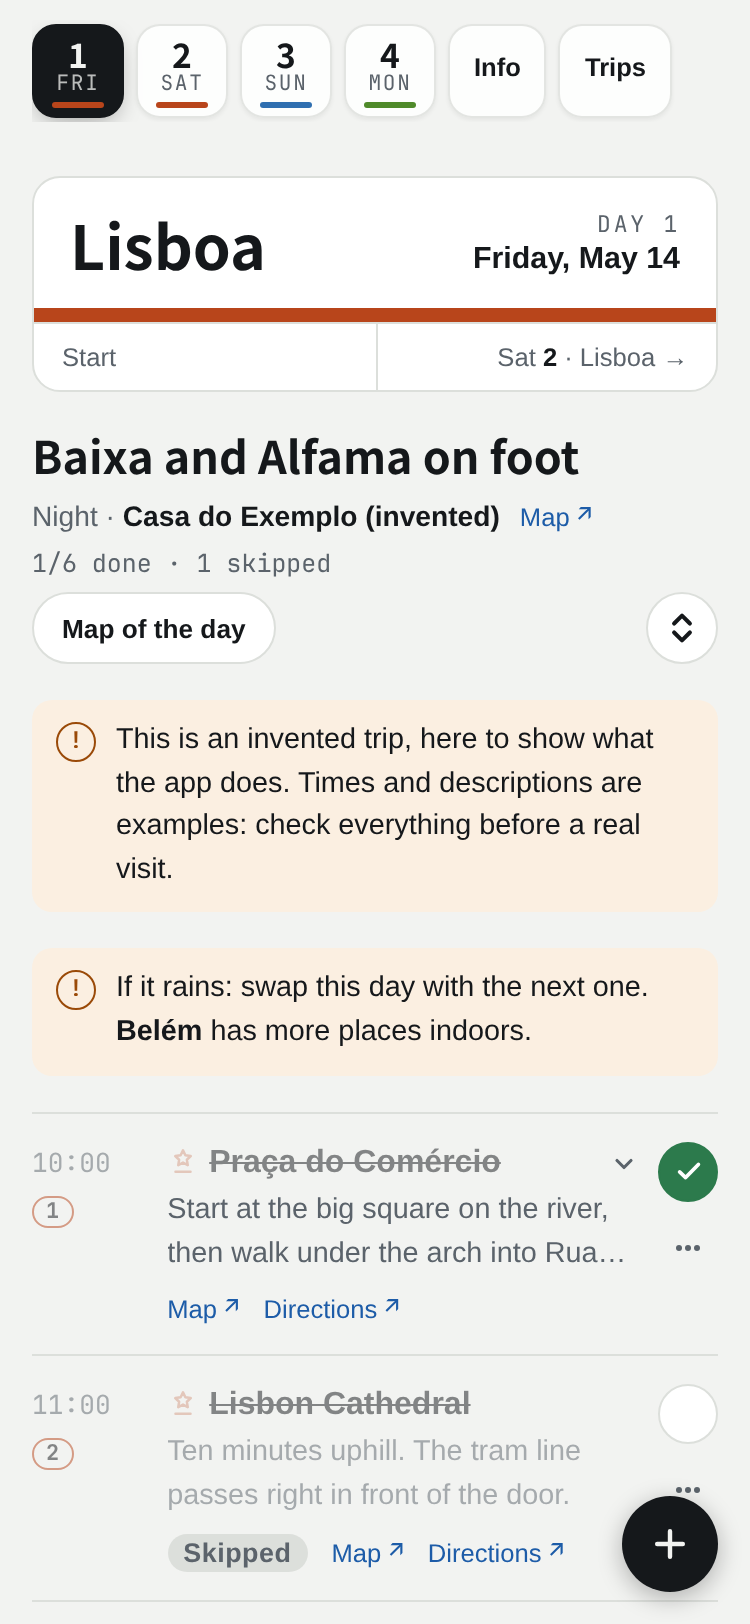 1 2 3 4 Info Trips
FRI SAT SUN MON
Lisboa
DAY 1
Friday, May 14
Start
Sat 2 · Lisboa →
Baixa and Alfama on foot
Night · Casa do Exemplo (invented) Map
1/6 done · 1 skipped
Map of the day
! This is an invented trip, here to show what
the app does. Times and descriptions are
examples: check everything before a real
visit.
! If it rains: swap this day with the next one.
Belém has more places indoors.
10:00 Praça do Comércio
1 Start at the big square on the river,
then walk under the arch into Rua…
Map Directions
11:00 Lisbon Cathedral
2 Ten minutes uphill. The tram line
passes right in front of the door.
Skipped Map Directions